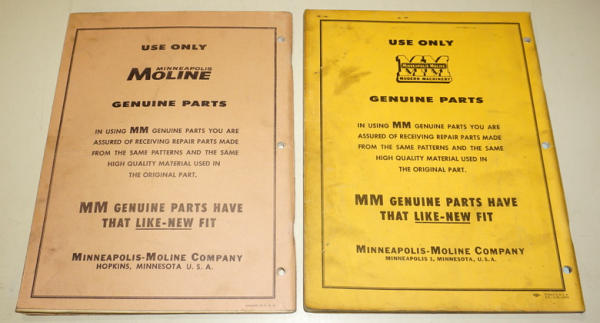 USE ONLY
MINNEAPOLIS
MOLINE
GENUINE PARTS
IN USING MM GENUINE PARTS YOU ARE
ASSURED OF RECEIVING REPAIR PARTS MADE
FROM THE SAME PATTERNS AND THE SAME
HIGH QUALITY MATERIAL USED IN
THE ORIGINAL PART.
MM GENUINE PARTS HAVE
THAT LIKE-NEW FIT
MINNEAPOLIS-MOLINE COMPANY
HOPKINS, MINNESOTA U. S. A.
USE ONLY
MM
MINNEAPOLIS-MOLINE
MODERN MACHINERY
GENUINE PARTS
IN USING MM GENUINE PARTS YOU ARE
ASSURED OF RECEIVING REPAIR PARTS MADE
FROM THE SAME PATTERNS AND THE SAME
HIGH QUALITY MATERIAL USED IN
THE ORIGINAL PART.
MM GENUINE PARTS HAVE
THAT LIKE-NEW FIT
MINNEAPOLIS-MOLINE COMPANY
MINNEAPOLIS 1, MINNESOTA, U. S. A.